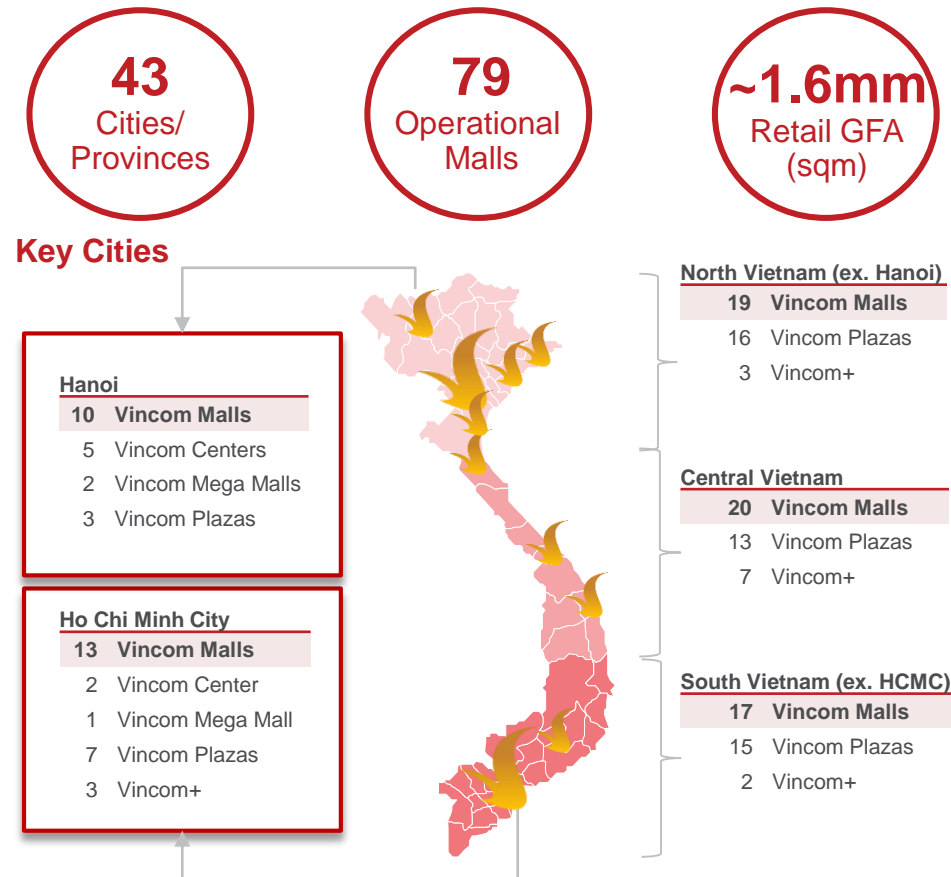 43
Cities/
Provinces
79
Operational
Malls
~1.6mm
Retail GFA
(sqm)
Key Cities
Hanoi
10 Vincom Malls
5 Vincom Centers
2 Vincom Mega Malls
3 Vincom Plazas
Ho Chi Minh City
13 Vincom Malls
2 Vincom Center
1 Vincom Mega Mall
7 Vincom Plazas
3 Vincom+
North Vietnam (ex. Hanoi)
19 Vincom Malls
16 Vincom Plazas
3 Vincom+
Central Vietnam
20 Vincom Malls
13 Vincom Plazas
7 Vincom+
South Vietnam (ex. HCMC)
17 Vincom Malls
15 Vincom Plazas
2 Vincom+